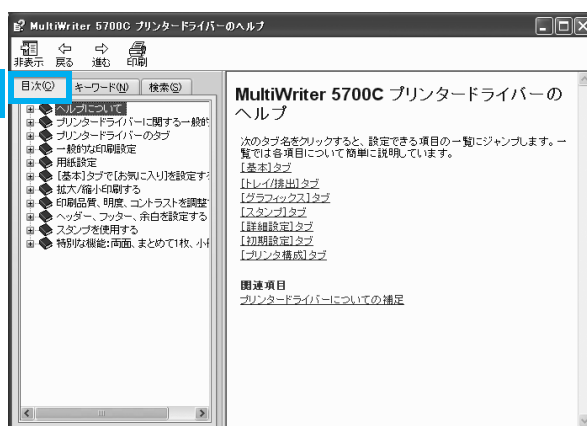 MultiWriter 5700C プリンタードライバーのヘルプ
非表示 戻る 進む 印刷
目次(C) キーワード(N) 検索(S)
ヘルプについて
プリンタードライバーに関する一般的
プリンタードライバーのタブ
一般的な印刷設定
用紙設定
[基本]タブで[お気に入り]を設定す
拡大/縮小印刷する
印刷品質、明度、コントラストを調整
ヘッダー、フッター、余白を設定する
スタンプを使用する
特別な機能:両面、まとめて1枚、小
MultiWriter 5700C プリンタードライバーの
ヘルプ
次のタブ名をクリックすると、設定できる項目の一覧にジャンプします。一
覧では各項目について簡単に説明しています。
[基本]タブ
[トレイ/排出]タブ
[グラフィックス]タブ
[スタンプ]タブ
[詳細設定]タブ
[初期設定]タブ
[プリンタ構成]タブ
関連項目
プリンタードライバーについての補足